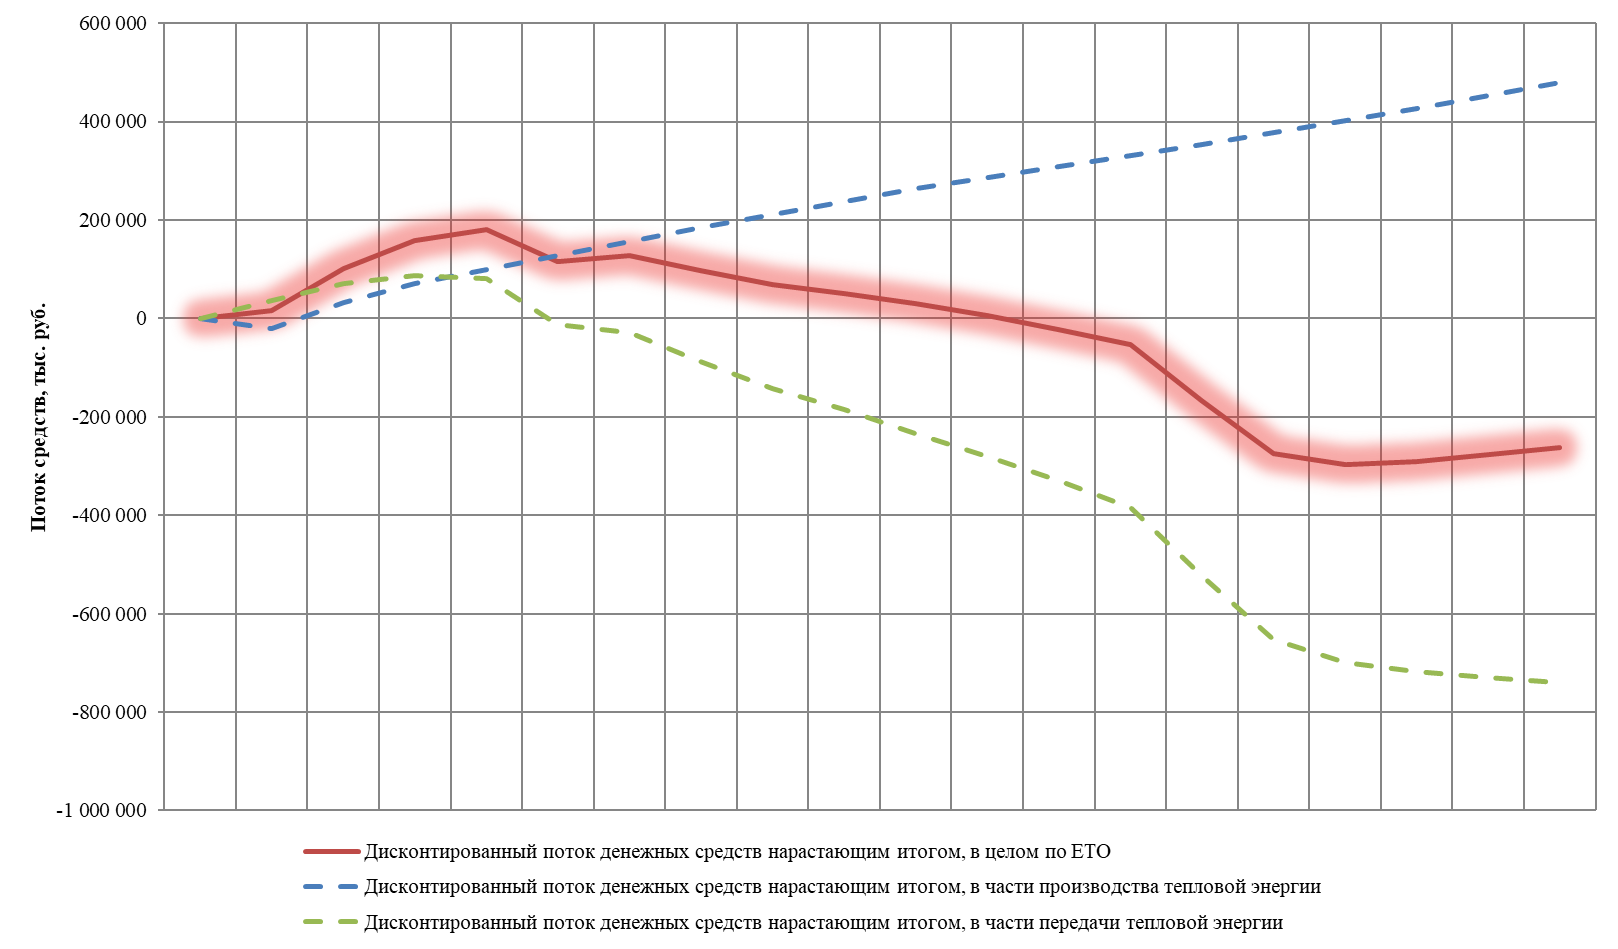 600 000
400 000
200 000
0
-200 000
-400 000
-600 000
-800 000
-1 000 000
Поток средств, тыс. руб.
Дисконтированный поток денежных средств нарастающим итогом, в целом по ЕТО
Дисконтированный поток денежных средств нарастающим итогом, в части производства тепловой энергии
Дисконтированный поток денежных средств нарастающим итогом, в части передачи тепловой энергии